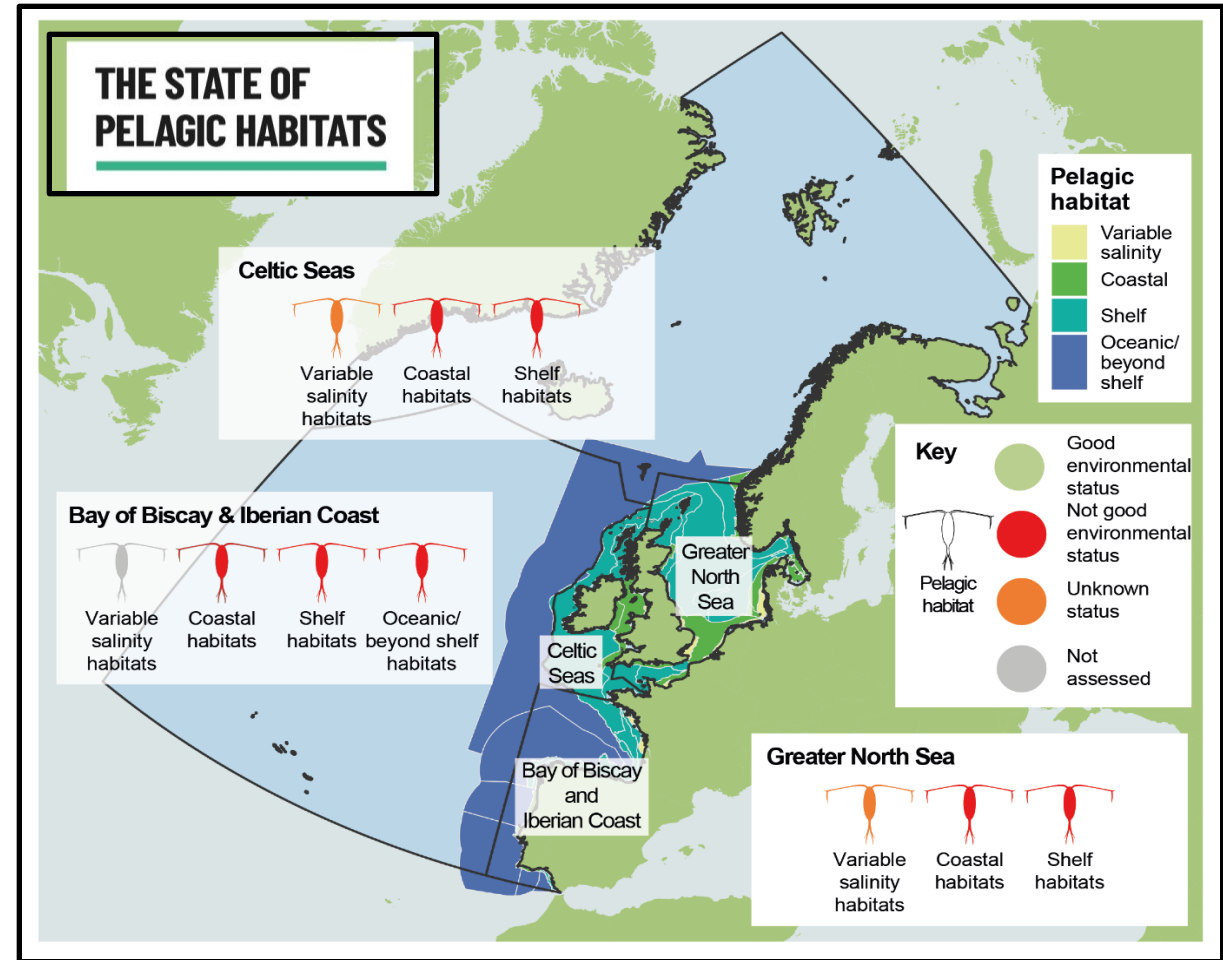 THE STATE OF
PELAGIC HABITATS
Pelagic
habitat
Variable
salinity
Coastal
Shelf
Oceanic/
beyond
shelf
Celtic Seas
Variable
salinity
habitats
Coastal
habitats
Shelf
habitats
Key
Pelagic
habitat
Good
environmental
status
Not good
environmental
status
Unknown
status
Not
assessed
Bay of Biscay & Iberian Coast
Variable
salinity
habitats
Coastal
habitats
Shelf
habitats
Oceanic/
beyond shelf
habitats
Greater
North
Sea
Celtic
Seas
Bay of Biscay
and
Iberian Coast
Greater North Sea
Variable
salinity
habitats
Coastal
habitats
Shelf
habitats